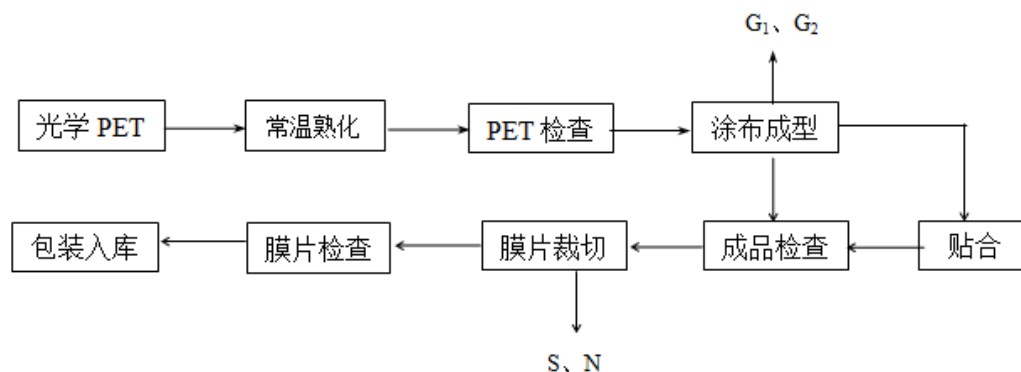 G₁、G₂
光学 PET
常温熟化
PET 检查
涂布成型
包装入库
膜片检查
膜片裁切
成品检查
贴合
S、N